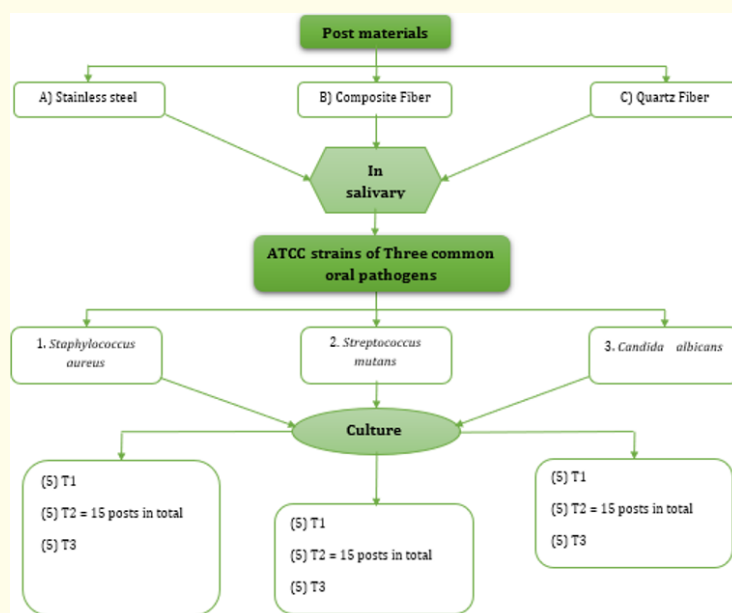 Post materials
A) Stainless steel
B) Composite Fiber
C) Quartz Fiber
In
salivary
ATCC strains of Three common
oral pathogens
1. Staphylococcus
aureus
2. Streptococcus
mutans
3. Candida albicans
Culture
(5) T1
(5) T2 = 15 posts in total
(5) T3
(5) T1
(5) T2 = 15 posts in total
(5) T3
(5) T1
(5) T2 = 15 posts in total
(5) T3